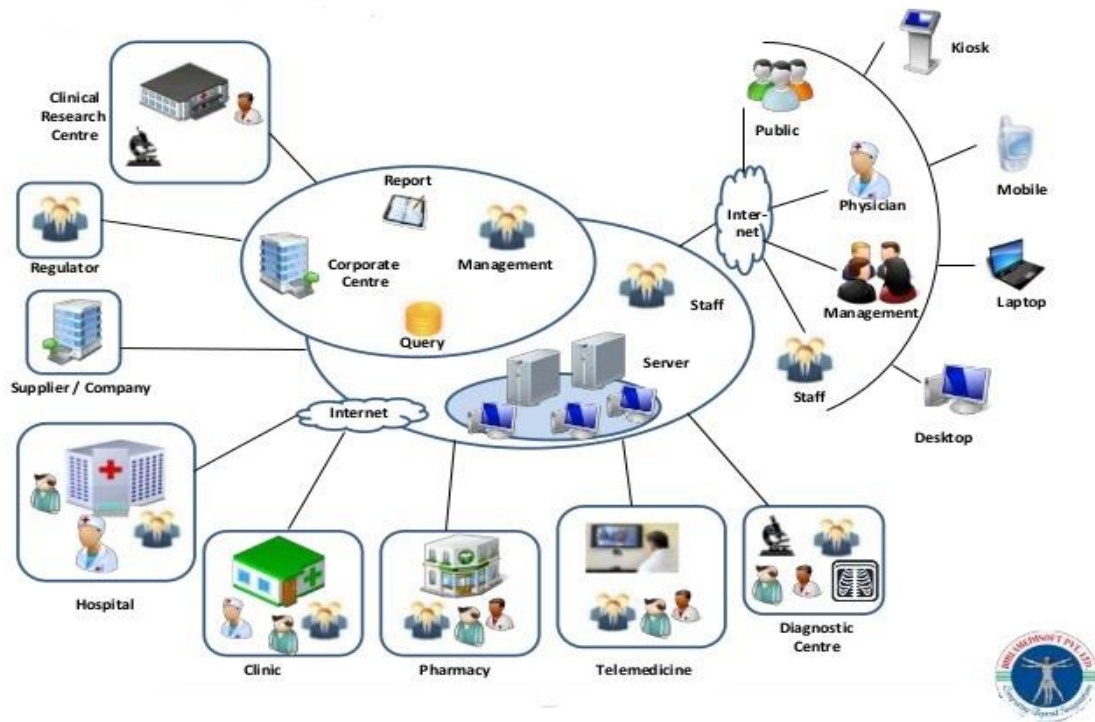 Clinical
Research
Centre
Regulator
Supplier / Company
Hospital
Clinic
Pharmacy
Telemedicine
Diagnostic
Centre
Report
Corporate
Centre
Management
Query
Staff
Server
Internet
Inter-
net
Public
Physician
Management
Staff
Kiosk
Mobile
Laptop
Desktop